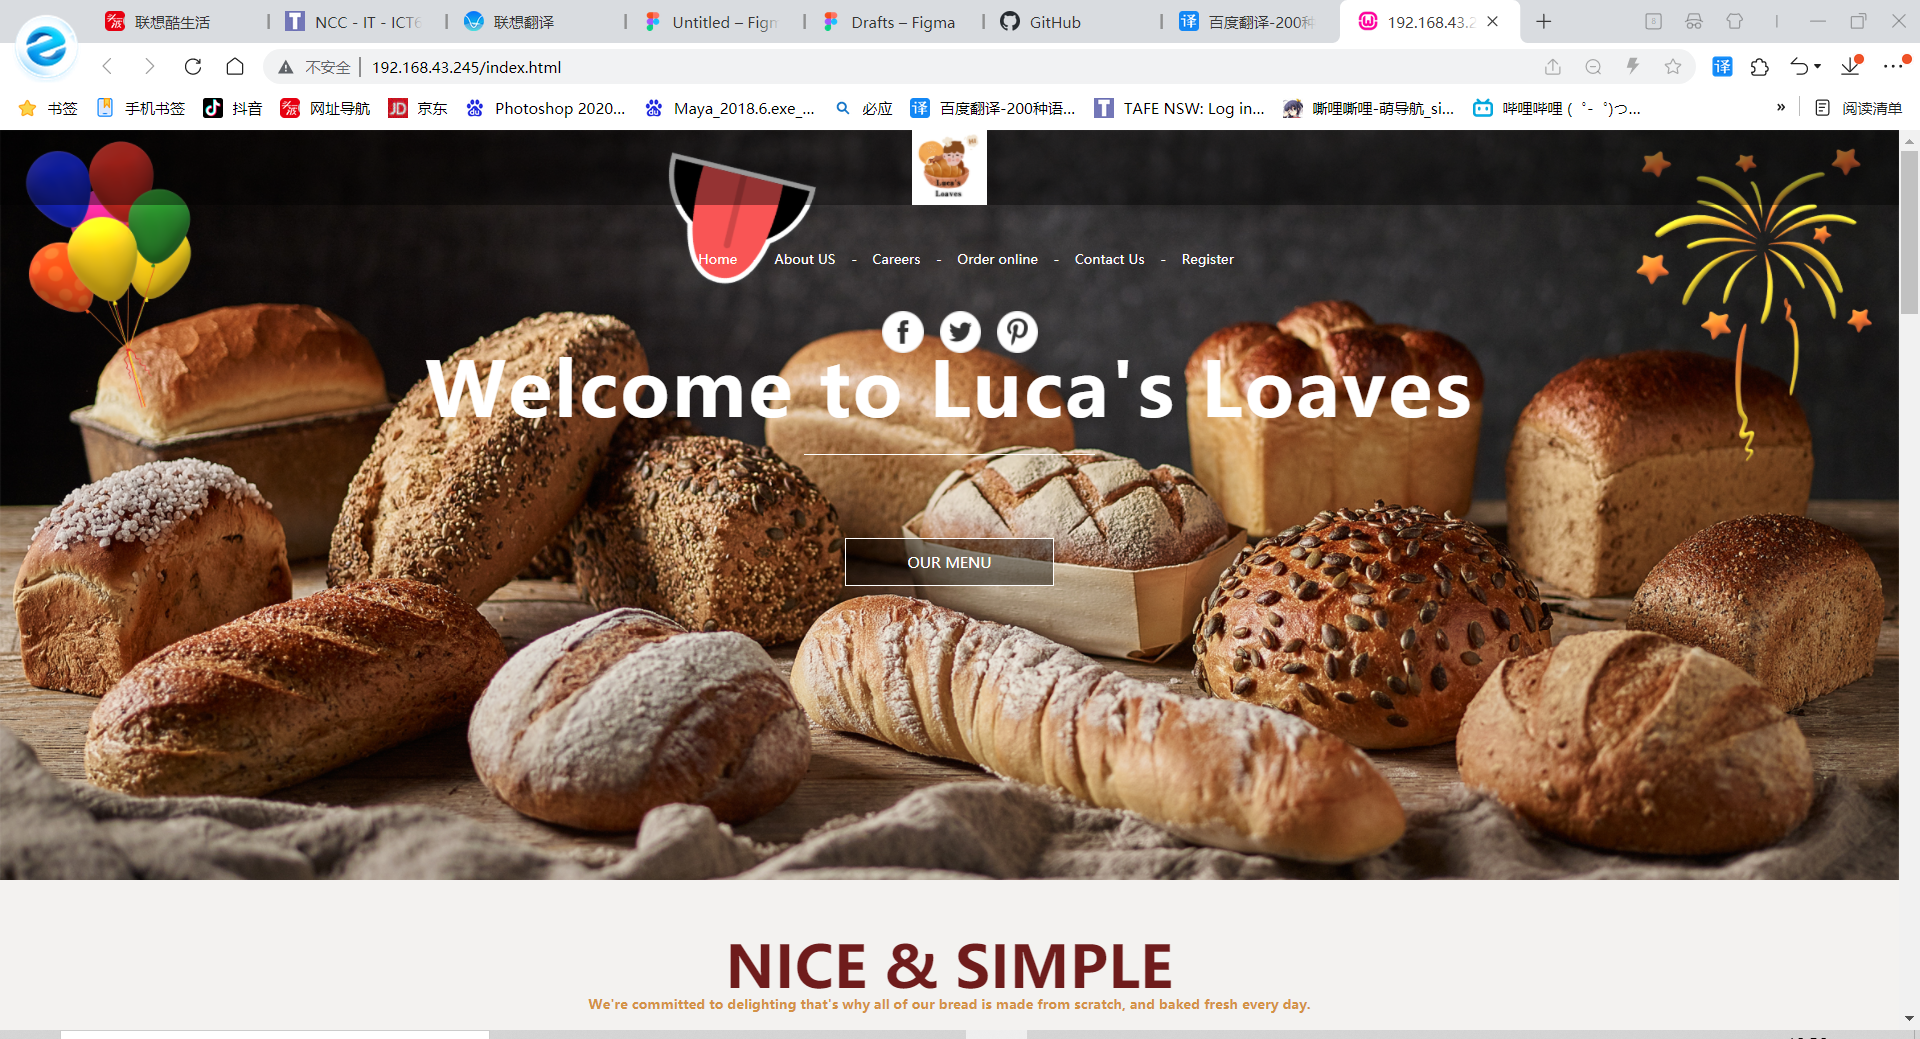 联想酷生活
NCC - IT - ICT6
联想翻译
Untitled – Figm
Drafts – Figma
GitHub
百度翻译-200种
192.168.43.2
不安全 | 192.168.43.245/index.html
书签
手机书签
抖音
网址导航
京东
Photoshop 2020...
Maya_2018.6.exe_...
必应
百度翻译-200种语...
TAFE NSW: Log in...
嘶哩嘶哩-萌导航_si...
哔哩哔哩 (゜-゜)つ...
阅读清单
Luca's
Loaves
Home
About US - Careers - Order online - Contact Us - Register
Welcome to Luca's Loaves
OUR MENU
NICE & SIMPLE
We're committed to delighting that's why all of our bread is made from scratch, and baked fresh every day.